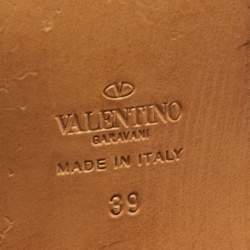 VALENTINO
GARAVANI
MADE IN ITALY
39